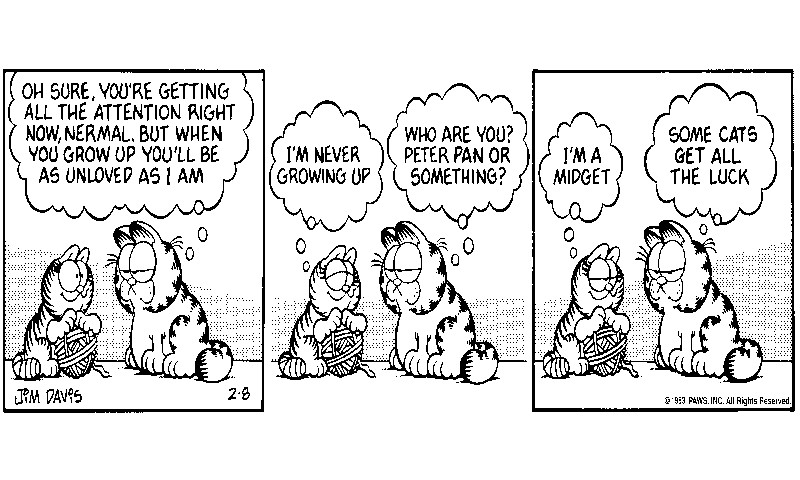 OH SURE, YOU'RE GETTING
ALL THE ATTENTION RIGHT
NOW, NERMAL. BUT WHEN
YOU GROW UP YOU'LL BE
AS UNLOVED AS I AM
JIM DAVIS
2-8
I'M NEVER
GROWING UP
WHO ARE YOU?
PETER PAN OR
SOMETHING?
I'M A
MIDGET
SOME CATS
GET ALL
THE LUCK
© 1983 PAWS, INC. All Rights Reserved.